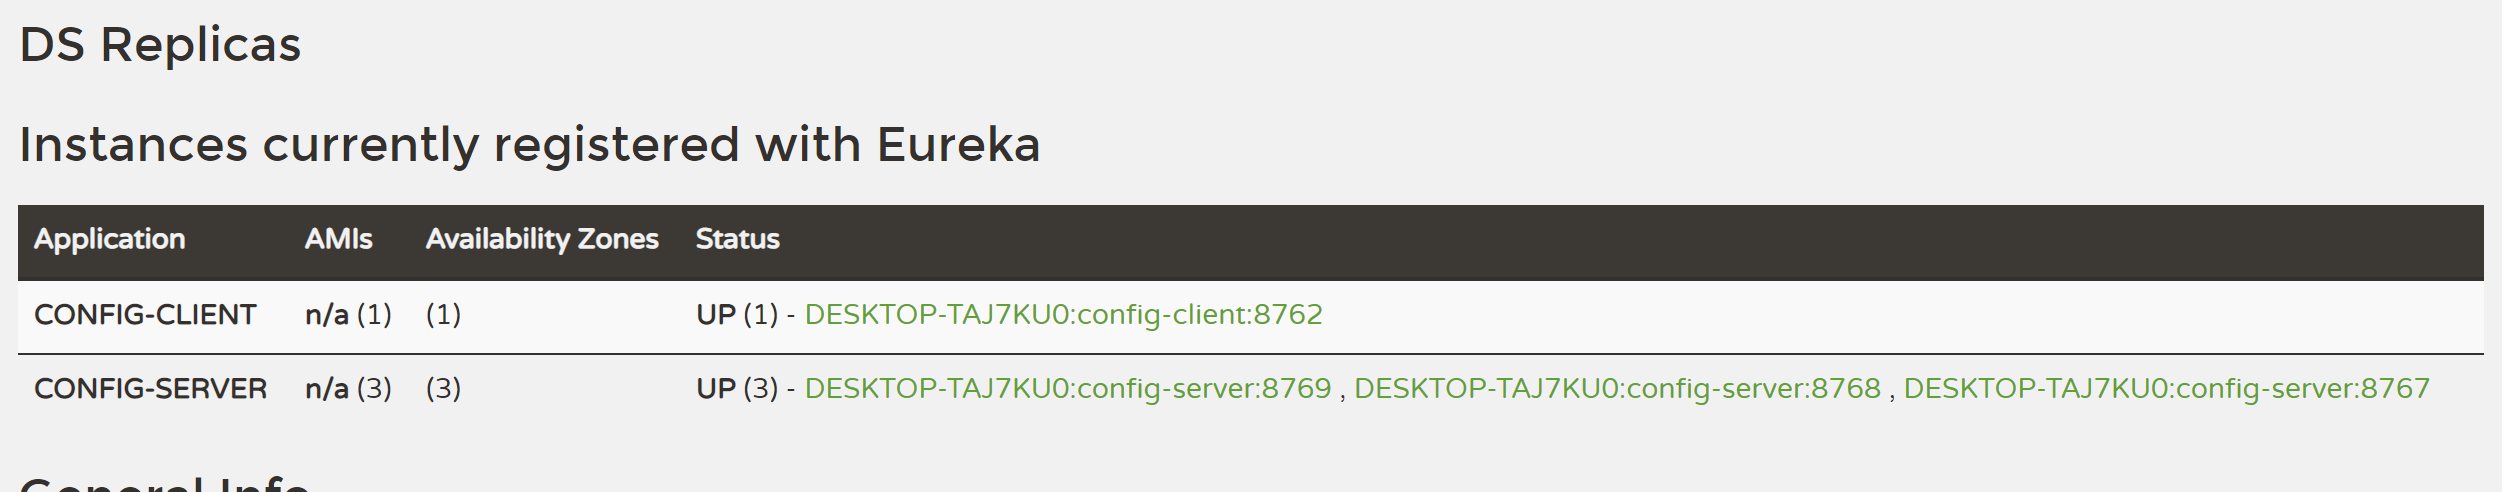 DS Replicas
Instances currently registered with Eureka
Application AMIs Availability Zones Status
CONFIG-CLIENT n/a (1) (1) UP (1) - DESKTOP-TAJ7KU0:config-client:8762
CONFIG-SERVER n/a (3) (3) UP (3) - DESKTOP-TAJ7KU0:config-server:8769 , DESKTOP-TAJ7KU0:config-server:8768 , DESKTOP-TAJ7KU0:config-server:8767
General Info